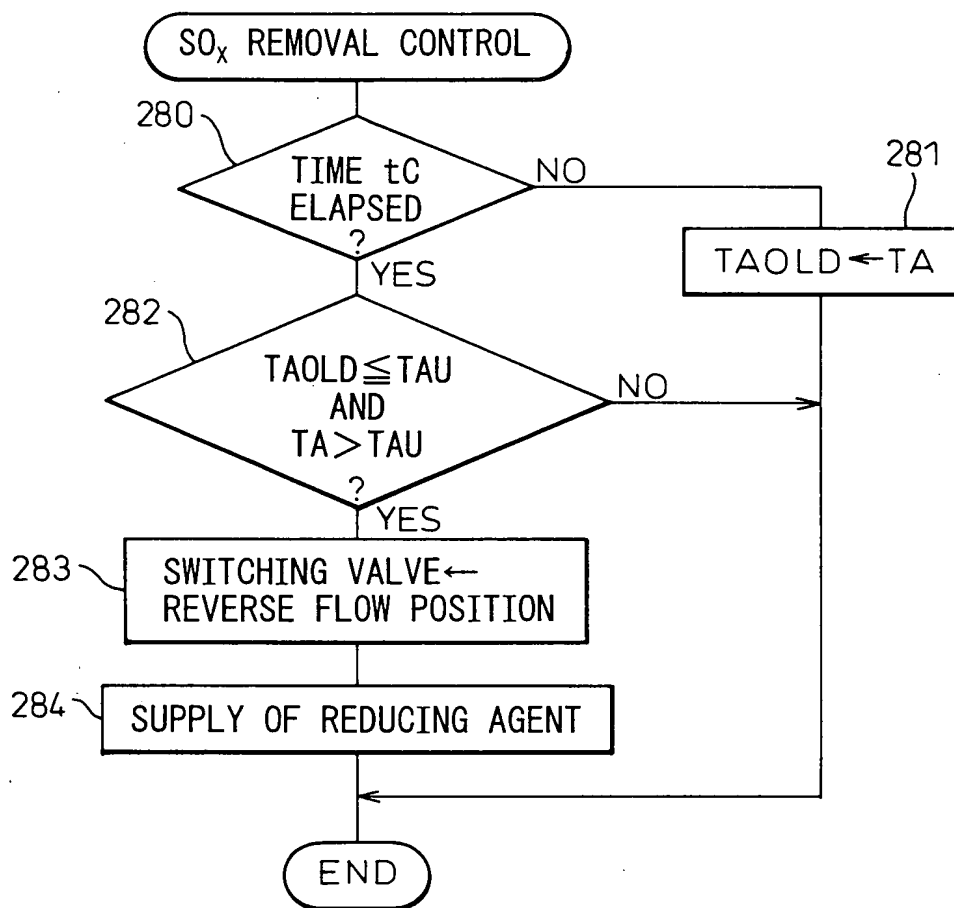 SOX REMOVAL CONTROL
280
TIME tC
ELAPSED
?
NO
YES
281
TAOLD←TA
282
TAOLD≦TAU
AND
TA>TAU
?
NO
YES
283
SWITCHING VALVE←
REVERSE FLOW POSITION
284
SUPPLY OF REDUCING AGENT
END